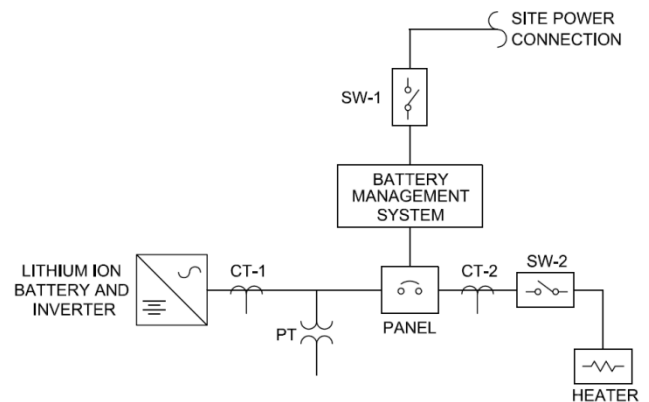 SITE POWER
CONNECTION
SW-1
BATTERY
MANAGEMENT
SYSTEM
LITHIUM ION
BATTERY AND
INVERTER
CT-1
PT
PANEL
CT-2
SW-2
HEATER